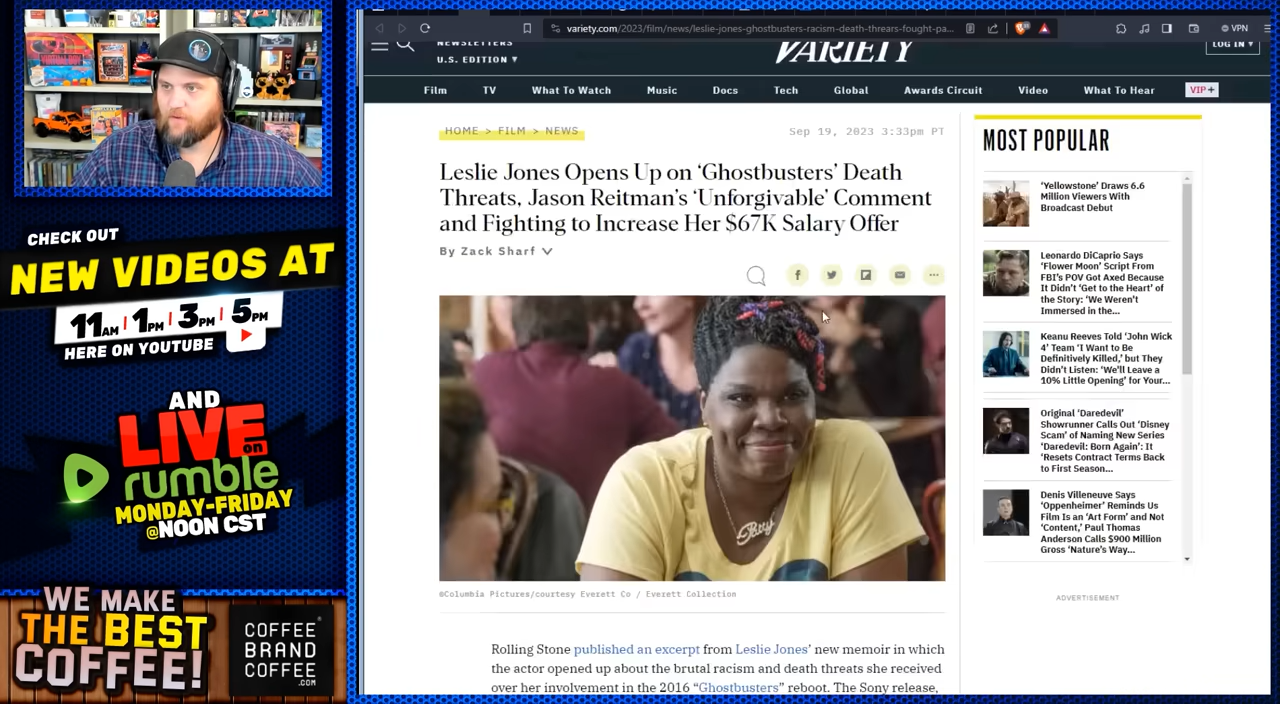 CHECK OUT
NEW VIDEOS AT
11AM | 1PM | 3PM | 5PM
HERE ON YOUTUBE
AND
LIVE
on
rumble
MONDAY-FRIDAY
@NOON CST
WE MAKE
THE BEST
COFFEE!
COFFEE
BRAND
COFFEE
.COM
variety.com/2023/film/news/leslie-jones-ghostbusters-racism-death-threats-fought-pa...
VPN
NEWSLETTERS
U.S. EDITION
VARIETY
LOG IN
Film TV What To Watch Music Docs Tech Global Awards Circuit Video What To Hear VIP+
HOME > FILM > NEWS
Sep 19, 2023 3:33pm PT
Leslie Jones Opens Up on ‘Ghostbusters’ Death
Threats, Jason Reitman’s ‘Unforgivable’ Comment
and Fighting to Increase Her $67K Salary Offer
By Zack Sharf
Patty
©Columbia Pictures/courtesy Everett Co / Everett Collection
Rolling Stone published an excerpt from Leslie Jones’ new memoir in which
the actor opened up about the brutal racism and death threats she received
over her involvement in the 2016 “Ghostbusters” reboot. The Sony release,
MOST POPULAR
‘Yellowstone’ Draws 6.6
Million Viewers With
Broadcast Debut
Leonardo DiCaprio Says
‘Flower Moon’ Script From
FBI’s POV Got Axed Because
It Didn’t ‘Get to the Heart’ of
the Story: ‘We Weren’t
Immersed in the...
Keanu Reeves Told ‘John Wick
4’ Team ‘I Want to Be
Definitively Killed,’ but They
Didn’t Listen: ‘We’ll Leave a
10% Little Opening’ for Your...
Original ‘Daredevil’
Showrunner Calls Out ‘Disney
Scam’ of Naming New Series
‘Daredevil: Born Again’: It
‘Resets Contract Terms Back
to First Season...
Denis Villeneuve Says
‘Oppenheimer’ Reminds Us
Film Is an ‘Art Form’ and Not
‘Content,’ Paul Thomas
Anderson Calls $900 Million
Gross ‘Nature’s Way...
ADVERTISEMENT